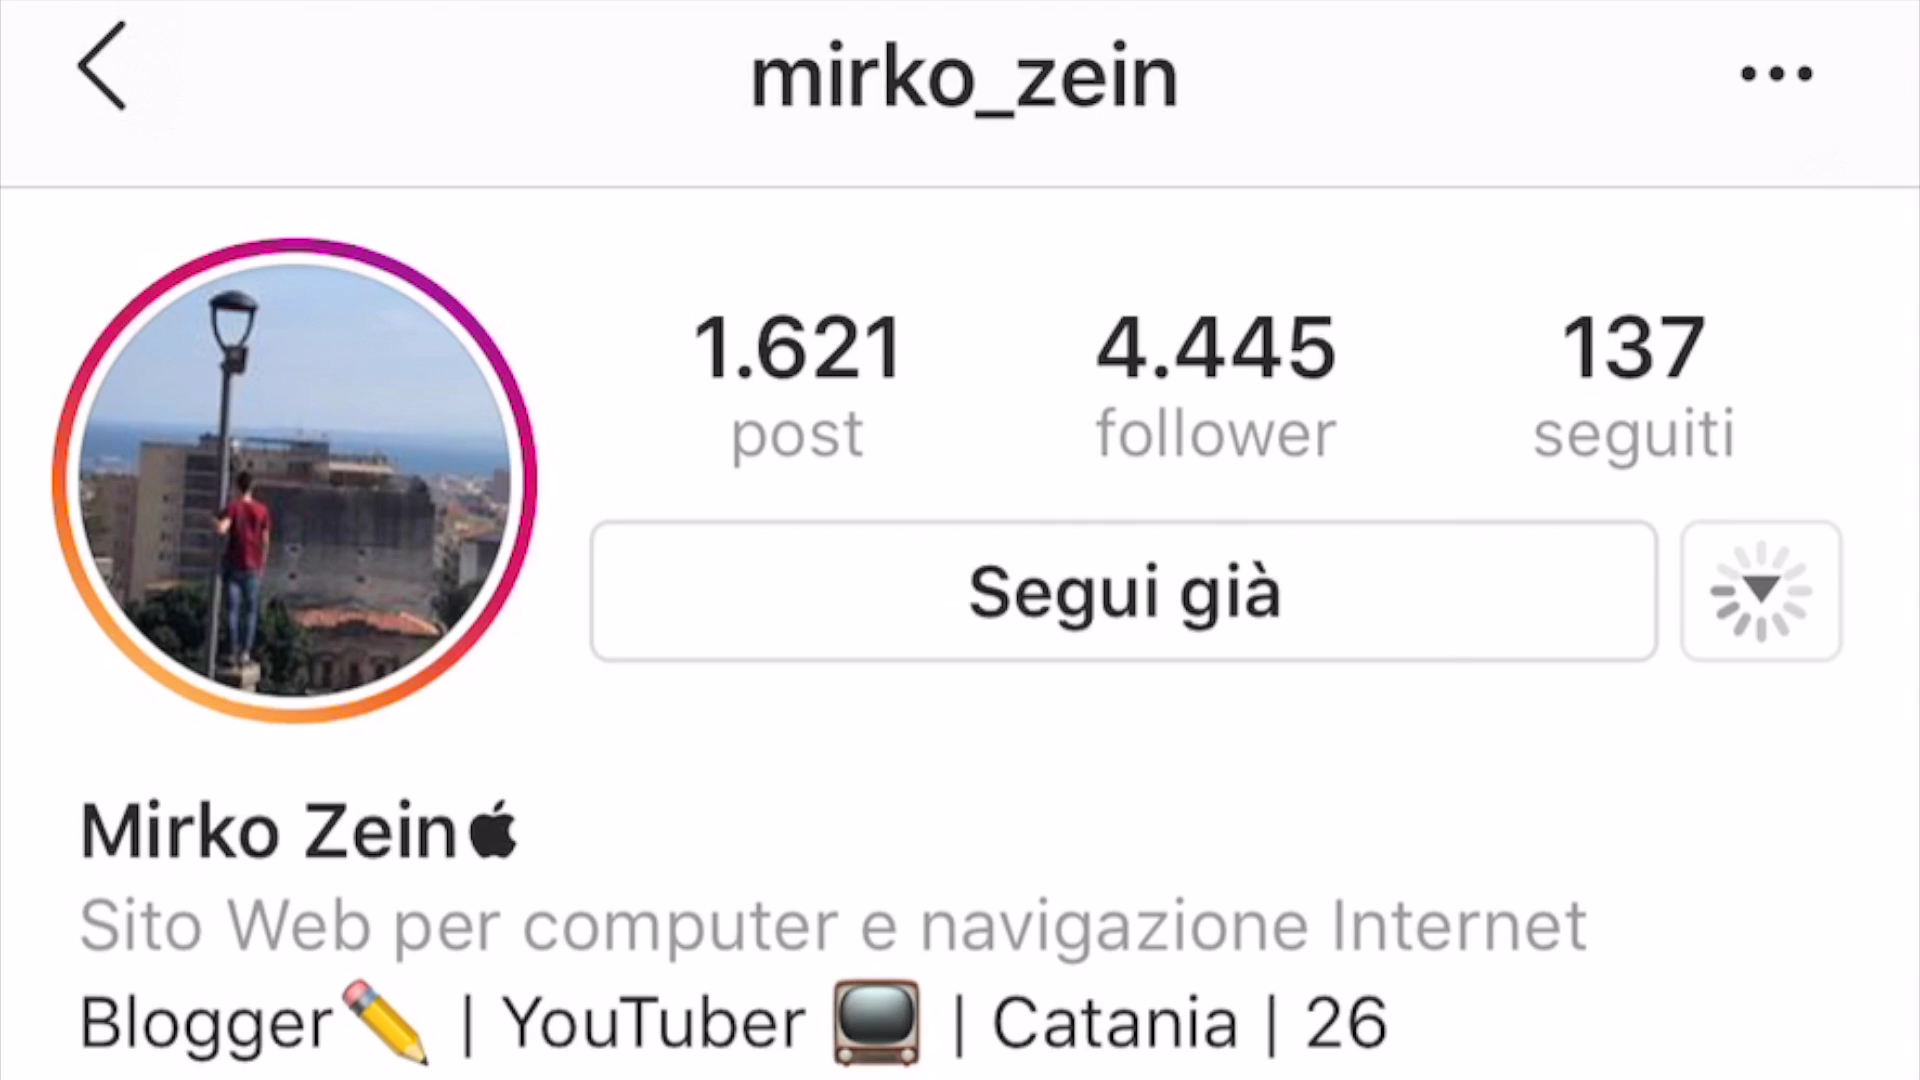 mirko_zein
1.621 4.445 137
post follower seguiti
Segui già
Mirko Zein
Sito Web per computer e navigazione Internet
Blogger✏️ | YouTuber 📺 | Catania | 26